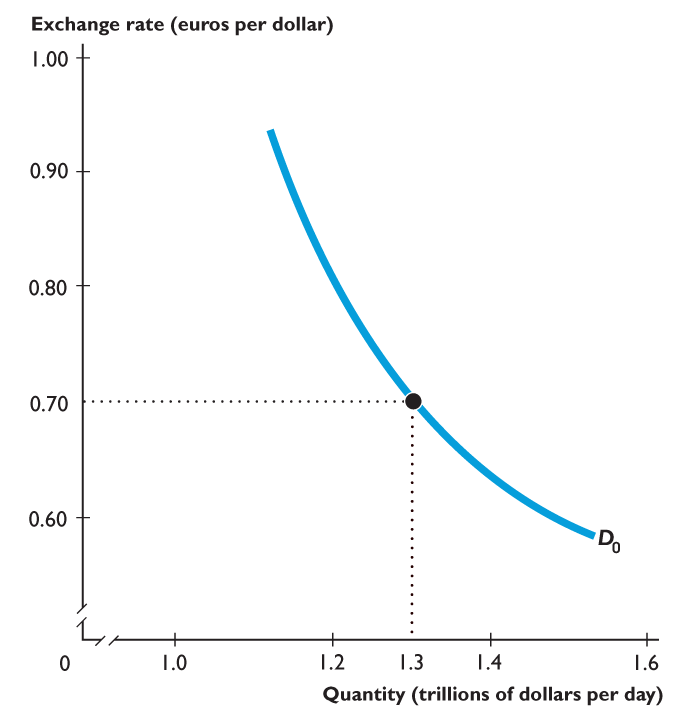 Exchange rate (euros per dollar)
1.00
0.90
0.80
0.70
0.60
D0
0 1.0 1.2 1.3 1.4 1.6
Quantity (trillions of dollars per day)